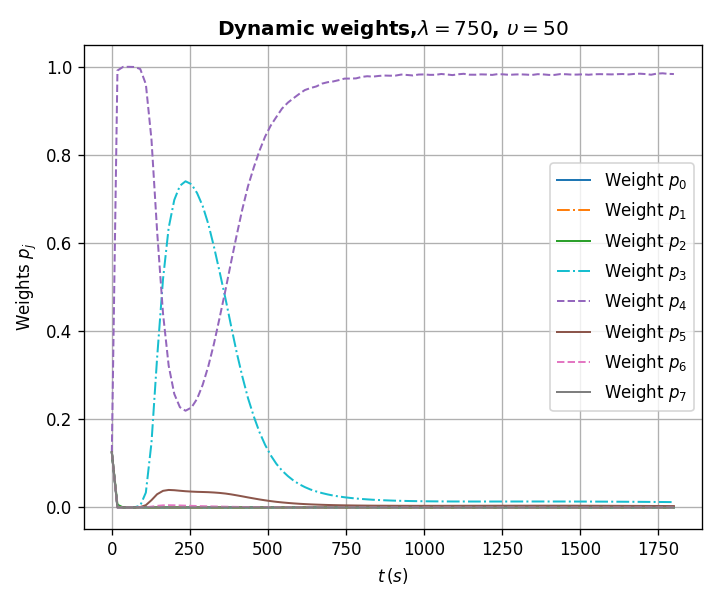 Dynamic weights,λ = 750, υ = 50
Weights p_j
1.0
0.8
0.6
0.4
0.2
0.0
Weight p_0
Weight p_1
Weight p_2
Weight p_3
Weight p_4
Weight p_5
Weight p_6
Weight p_7
0 250 500 750 1000 1250 1500 1750
t (s)